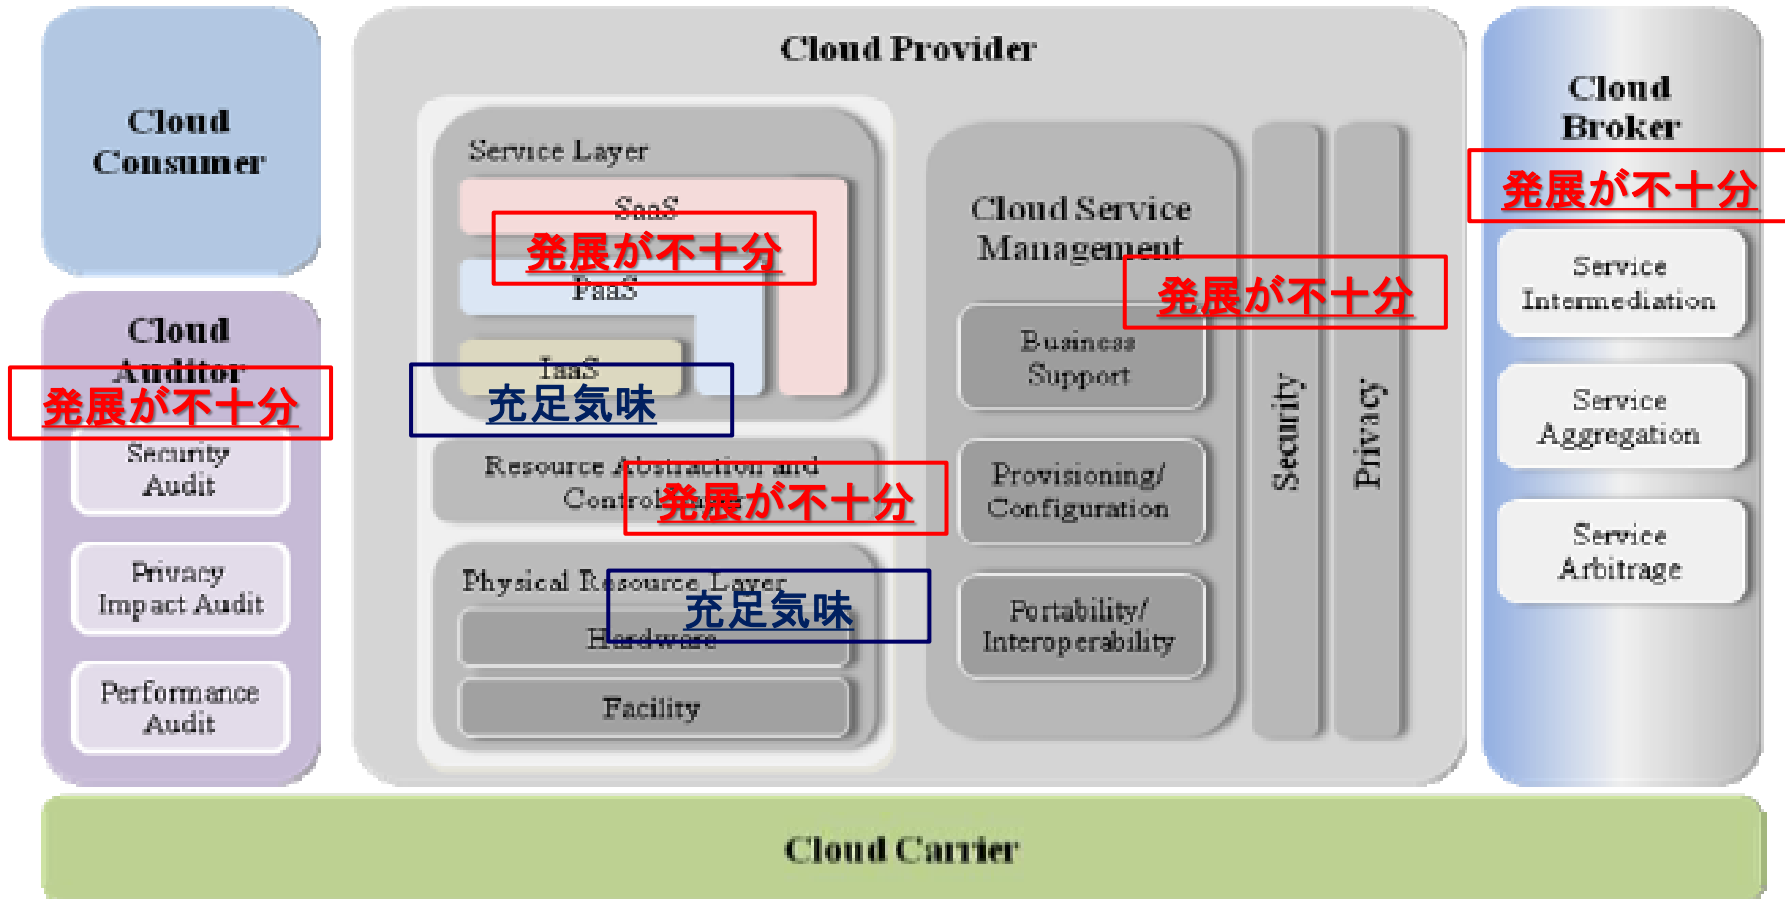 Cloud
Consumer
Cloud
Auditor
発展が不十分
Security
Audit
Privacy
Impact Audit
Performance
Audit
Cloud Provider
Service Layer
SaaS
発展が不十分
PaaS
IaaS
充足気味
Resource Abstraction and
Control
発展が不十分
Physical Resource Layer
充足気味
Hardware
Facility
Cloud Service
Management
発展が不十分
Business
Support
Provisioning/
Configuration
Portability/
Interoperability
Security
Privacy
Cloud
Broker
発展が不十分
Service
Intermediation
Service
Aggregation
Service
Arbitrage
Cloud Carrier